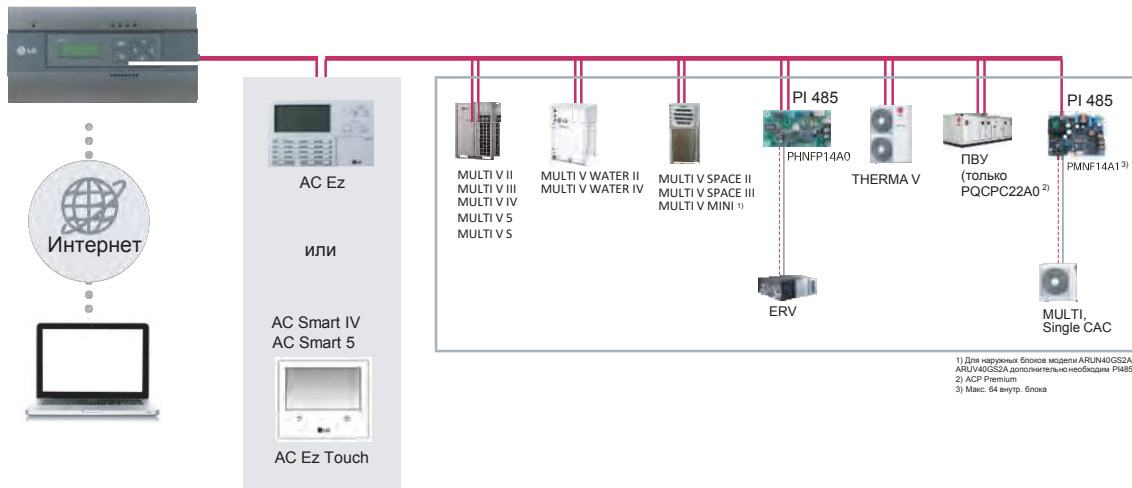 LG
Интернет
AC Ez
или
AC Smart IV
AC Smart 5
LG
AC Ez Touch
MULTI V II
MULTI V III
MULTI V IV
MULTI V 5
MULTI V S
MULTI V WATER II
MULTI V WATER IV
MULTI V SPACE II
MULTI V SPACE III
MULTI V MINI 1)
PI 485
PHNFP14A0
ERV
THERMA V
ПВУ
(только
PQCPC22A0 2)
PI 485
PMNF14A1 3)
MULTI,
Single CAC
1) Для наружных блоков модели ARUN40GS2A
ARUV40GS2A дополнительно необходим PI485
2) ACP Premium
3) Макс. 64 внутр. блока